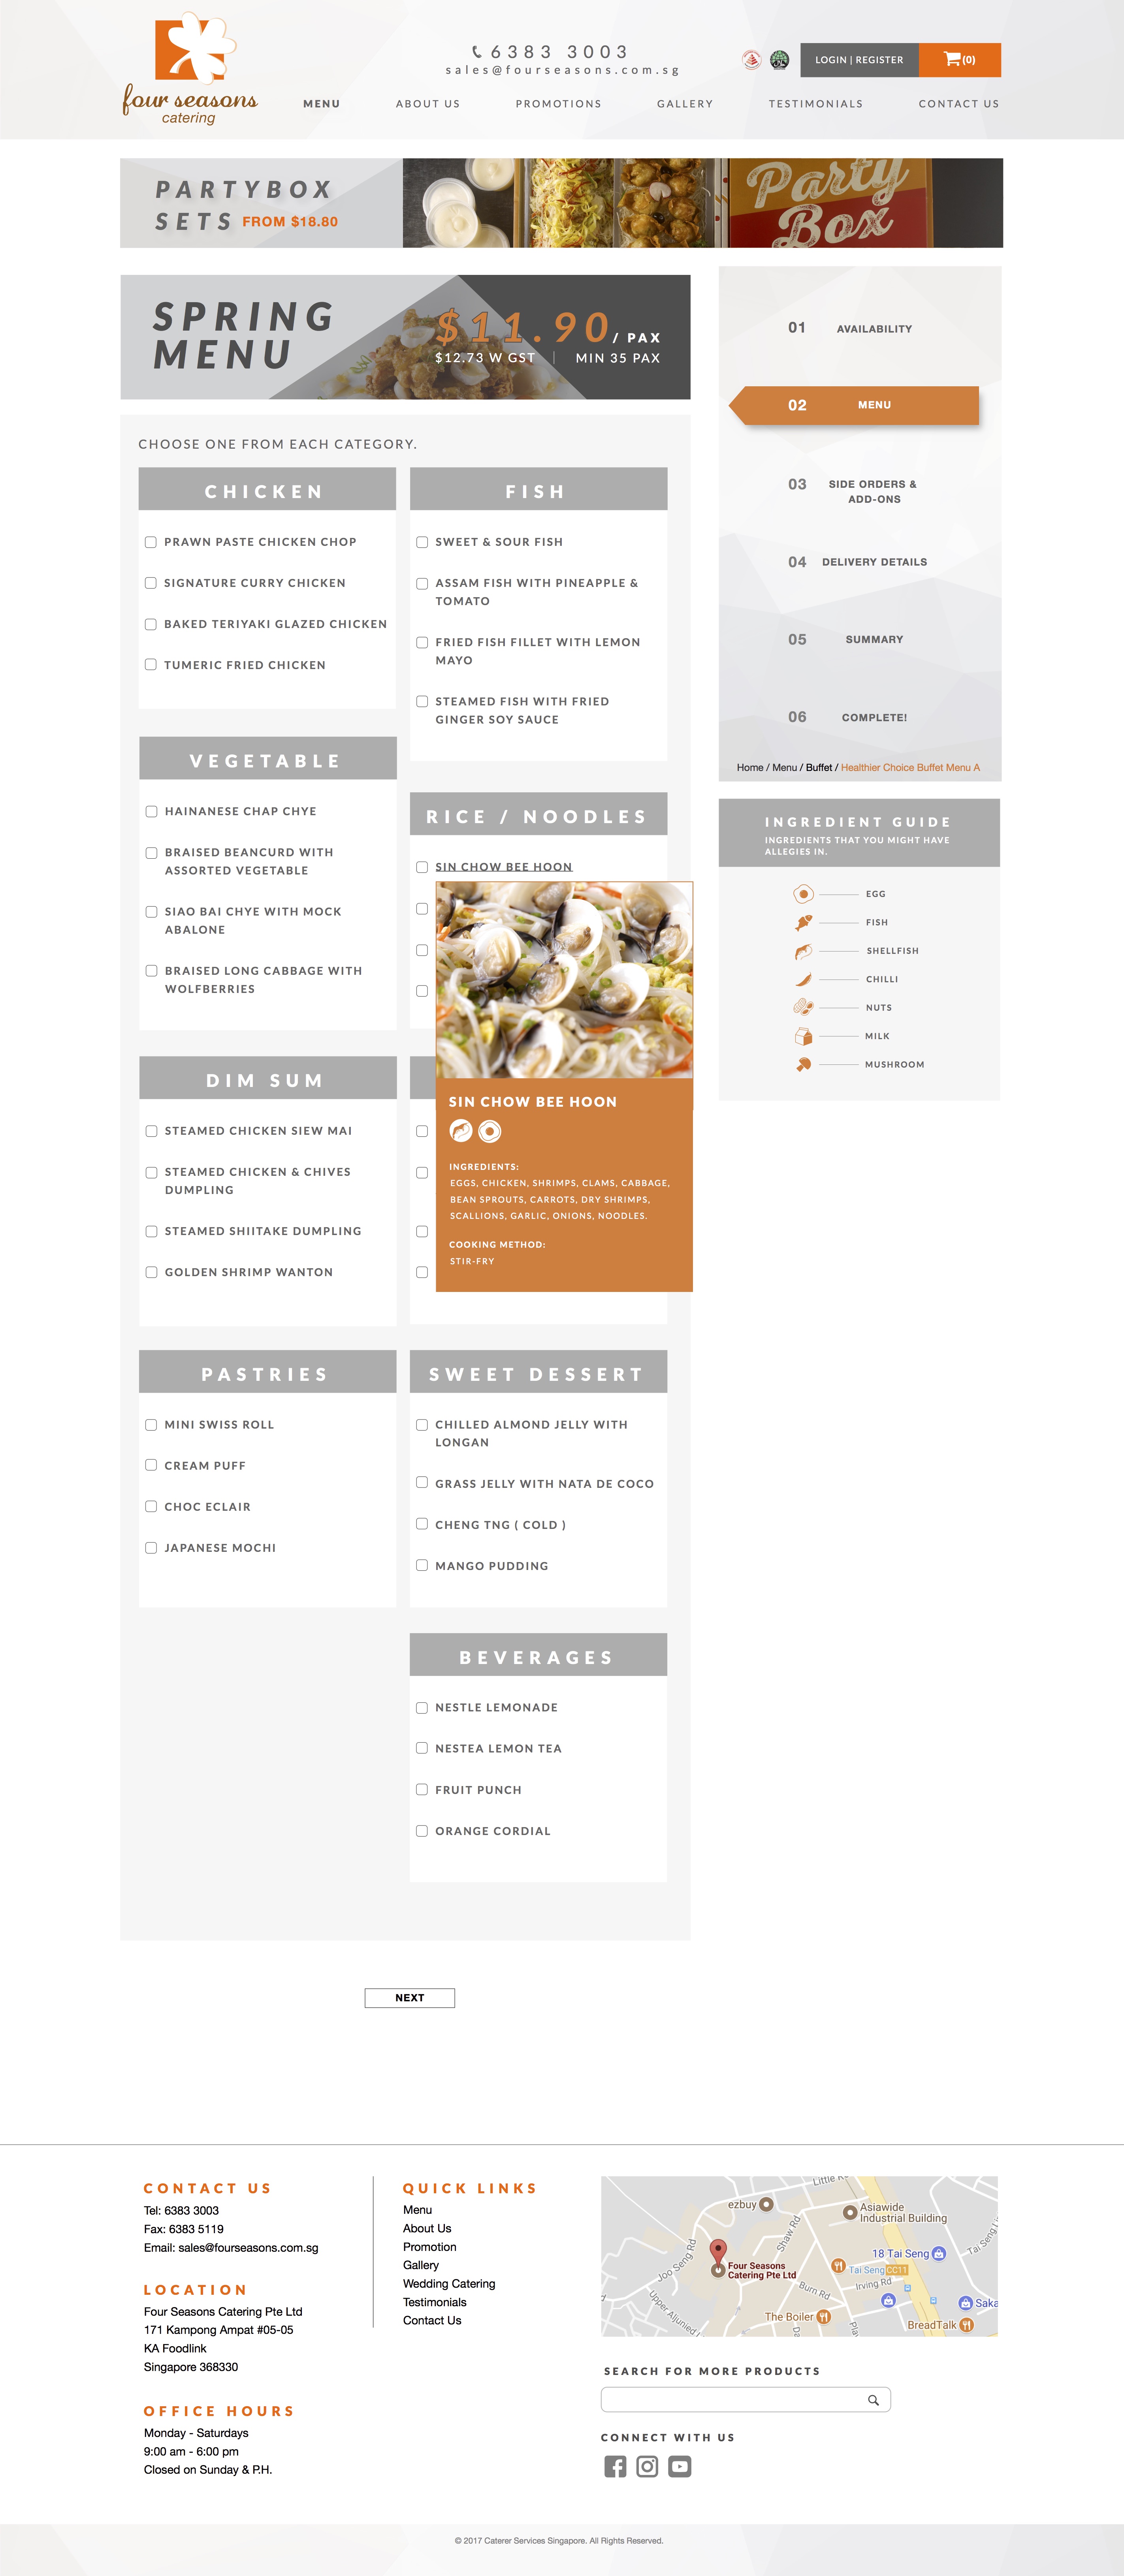 four seasons
catering
6383 3003
sales@fourseasons.com.sg
LOGIN | REGISTER
(0)
MENU
ABOUT US
PROMOTIONS
GALLERY
TESTIMONIALS
CONTACT US
PARTYBOX
SETS FROM $18.80
Party
Box
SPRING
MENU
$11.90 / PAX
$12.73 W GST | MIN 35 PAX
01 AVAILABILITY
02 MENU
03 SIDE ORDERS &
ADD-ONS
04 DELIVERY DETAILS
05 SUMMARY
06 COMPLETE!
Home / Menu / Buffet / Healthier Choice Buffet Menu A
INGREDIENT GUIDE
INGREDIENTS THAT YOU MIGHT HAVE
ALLEGIES IN.
EGG
FISH
SHELLFISH
CHILLI
NUTS
MILK
MUSHROOM
CHOOSE ONE FROM EACH CATEGORY.
CHICKEN
PRAWN PASTE CHICKEN CHOP
SIGNATURE CURRY CHICKEN
BAKED TERIYAKI GLAZED CHICKEN
TUMERIC FRIED CHICKEN
FISH
SWEET & SOUR FISH
ASSAM FISH WITH PINEAPPLE &
TOMATO
FRIED FISH FILLET WITH LEMON
MAYO
STEAMED FISH WITH FRIED
GINGER SOY SAUCE
VEGETABLE
HAINANESE CHAP CHYE
BRAISED BEANCURD WITH
ASSORTED VEGETABLE
SIAO BAI CHYE WITH MOCK
ABALONE
BRAISED LONG CABBAGE WITH
WOLFBERRIES
RICE / NOODLES
SIN CHOW BEE HOON
SIN CHOW BEE HOON
INGREDIENTS:
EGGS, CHICKEN, SHRIMPS, CLAMS, CABBAGE,
BEAN SPROUTS, CARROTS, DRY SHRIMPS,
SCALLIONS, GARLIC, ONIONS, NOODLES.
COOKING METHOD:
STIR-FRY
DIM SUM
STEAMED CHICKEN SIEW MAI
STEAMED CHICKEN & CHIVES
DUMPLING
STEAMED SHIITAKE DUMPLING
GOLDEN SHRIMP WANTON
PASTRIES
MINI SWISS ROLL
CREAM PUFF
CHOC ECLAIR
JAPANESE MOCHI
SWEET DESSERT
CHILLED ALMOND JELLY WITH
LONGAN
GRASS JELLY WITH NATA DE COCO
CHENG TNG ( COLD )
MANGO PUDDING
BEVERAGES
NESTLE LEMONADE
NESTEA LEMON TEA
FRUIT PUNCH
ORANGE CORDIAL
NEXT
CONTACT US
Tel: 6383 3003
Fax: 6383 5119
Email: sales@fourseasons.com.sg
LOCATION
Four Seasons Catering Pte Ltd
171 Kampong Ampat #05-05
KA Foodlink
Singapore 368330
OFFICE HOURS
Monday - Saturdays
9:00 am - 6:00 pm
Closed on Sunday & P.H.
QUICK LINKS
Menu
About Us
Promotion
Gallery
Wedding Catering
Testimonials
Contact Us
ezbuy
Asiawide
Industrial Building
Shaw Rd
Joo Seng Rd
Four Seasons
Catering Pte Ltd
18 Tai Seng
Tai Seng CC11
Irving Rd
Burn Rd
The Boiler
BreadTalk
SEARCH FOR MORE PRODUCTS
CONNECT WITH US
© 2017 Caterer Services Singapore. All Rights Reserved.